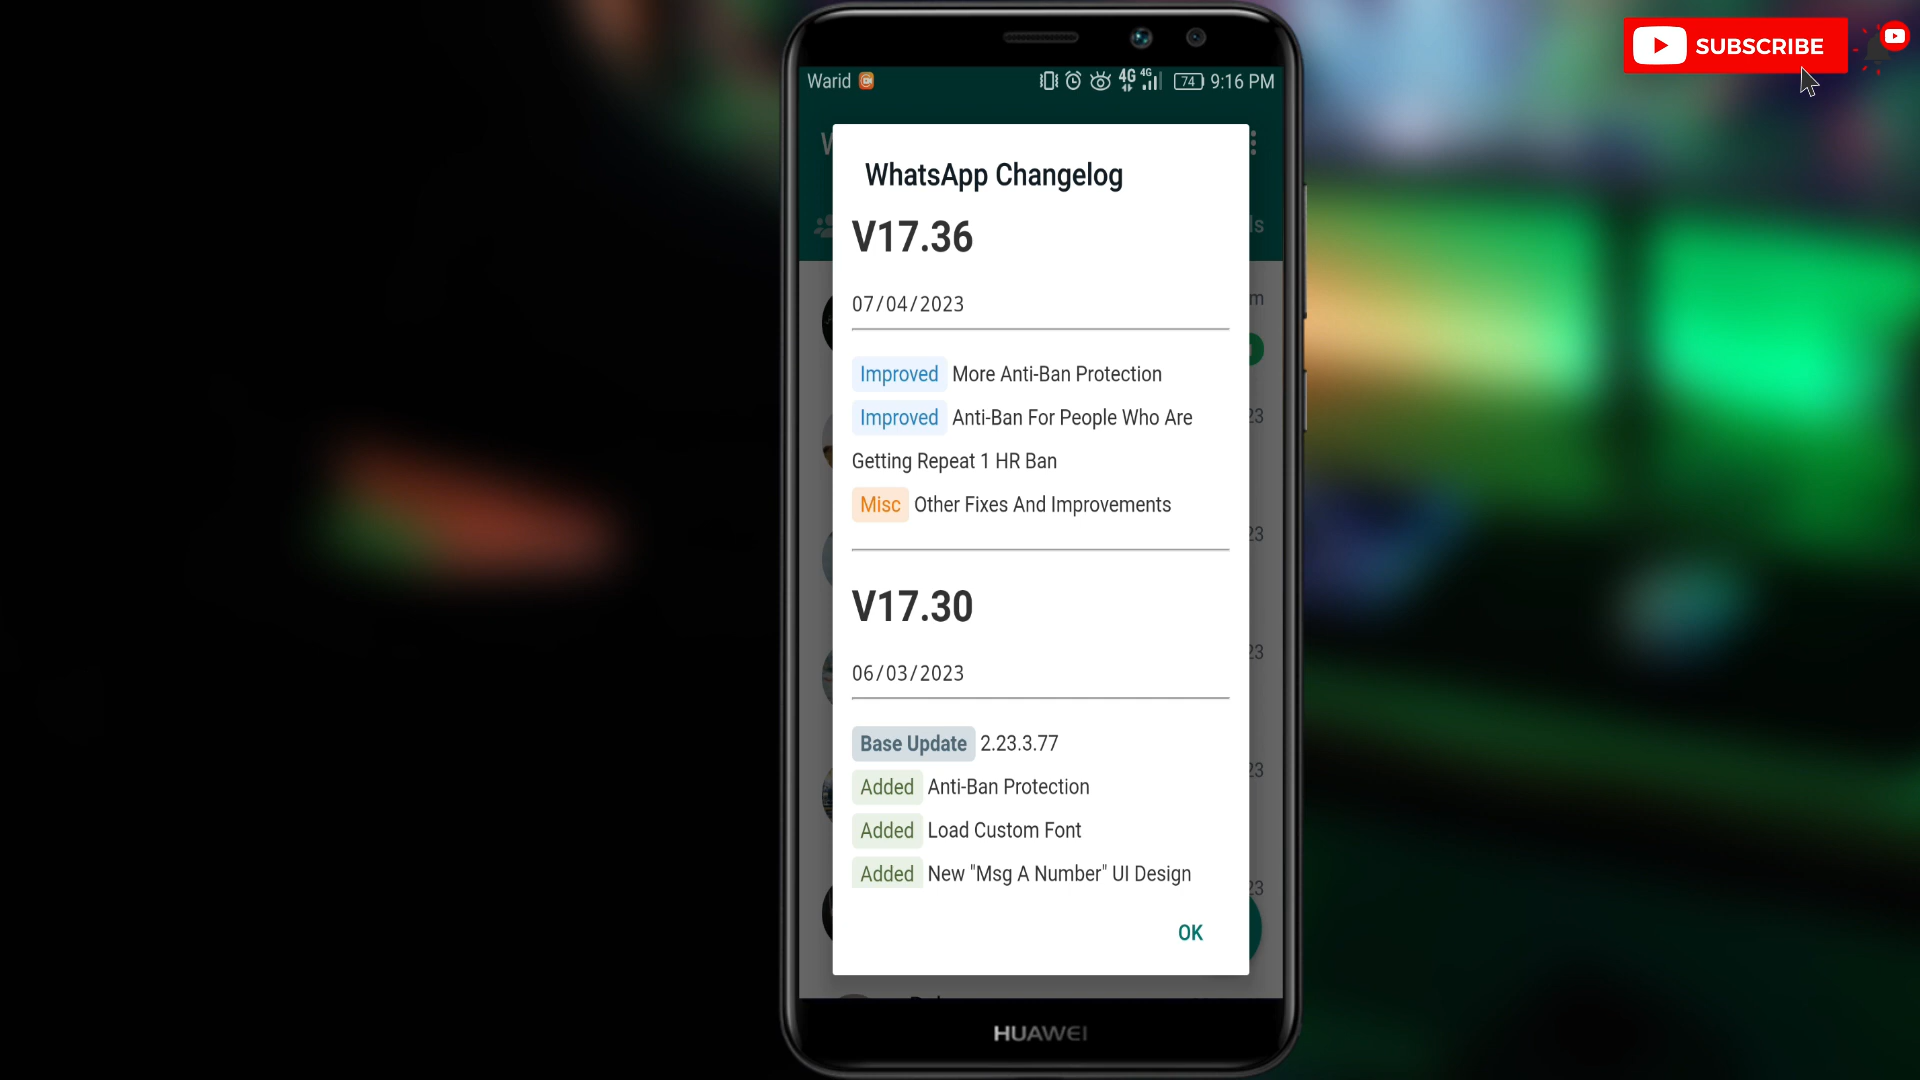 SUBSCRIBE
Warid
4G 4G 74 9:16 PM
WhatsApp Changelog
V17.36
07/04/2023
Improved More Anti-Ban Protection
Improved Anti-Ban For People Who Are
Getting Repeat 1 HR Ban
Misc Other Fixes And Improvements
V17.30
06/03/2023
Base Update 2.23.3.77
Added Anti-Ban Protection
Added Load Custom Font
Added New "Msg A Number" UI Design
OK
HUAWEI